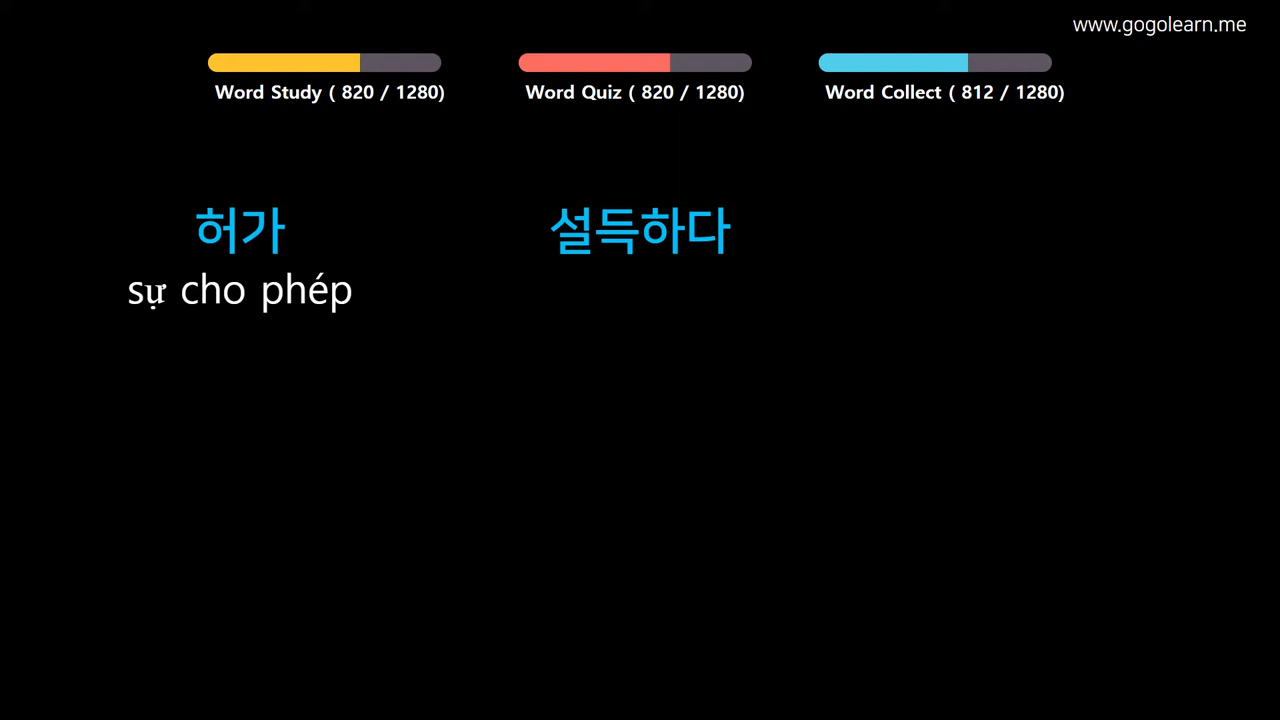 www.gogolearn.me
Word Study ( 820 / 1280)
Word Quiz ( 820 / 1280)
Word Collect ( 812 / 1280)
허가
설득하다
sự cho phép